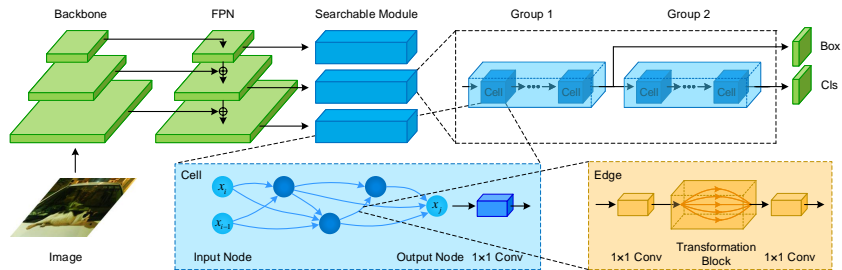 Backbone
FPN
Searchable Module
Group 1
Group 2
Box
Cell
Cell
Cell
Cell
Cls
Cell
Edge
x_i
x_{i-1}
x_j
Input Node
Output Node
1×1 Conv
1×1 Conv
Transformation
Block
1×1 Conv
Image